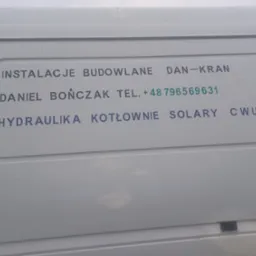 INSTALACJE BUDOWLANE DAN-KRAN
DANIEL BOŃCZAK TEL. +48796569631
HYDRAULIKA KOTŁOWNIE SOLARY CWU